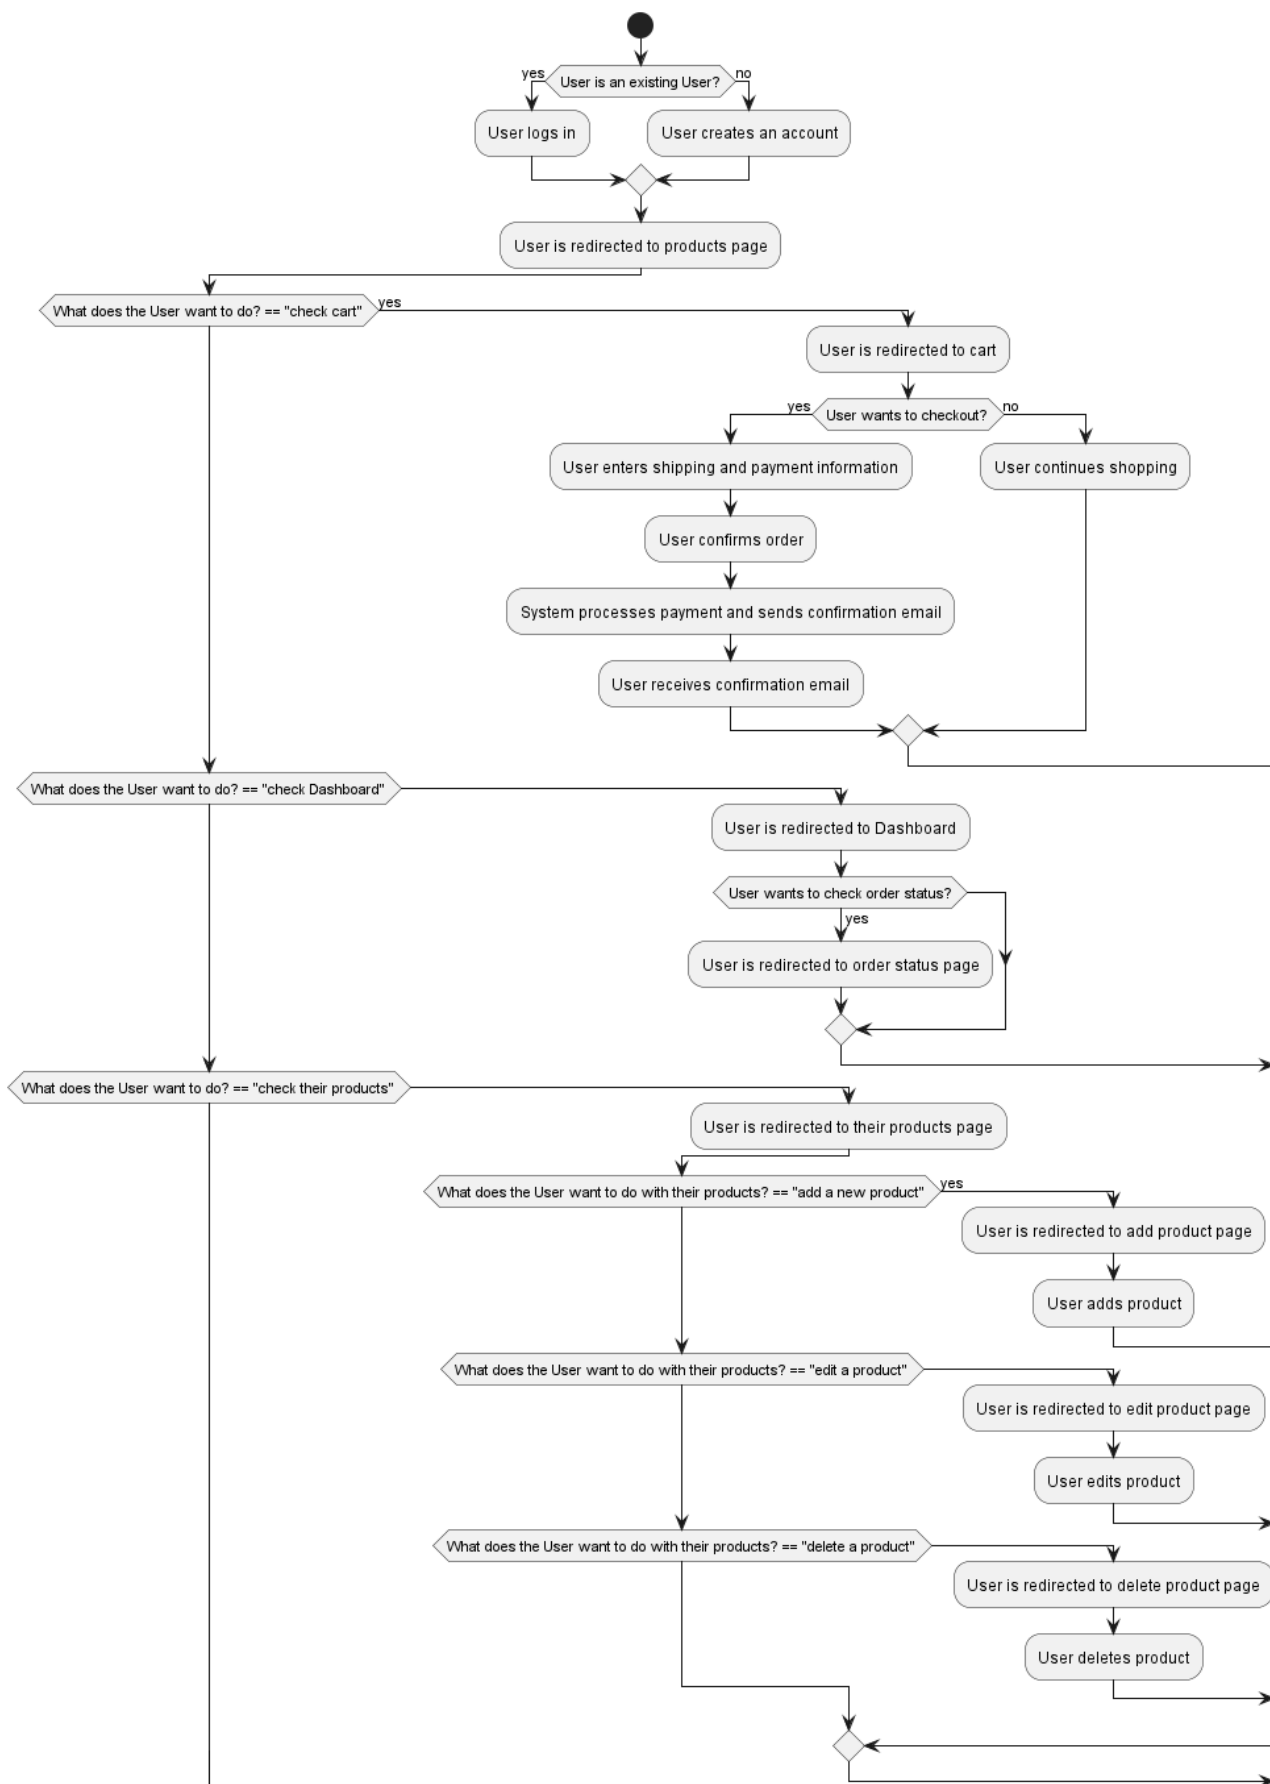 User is an existing User?
yes
no
User logs in
User creates an account
User is redirected to products page
What does the User want to do? == "check cart"
yes
User is redirected to cart
User wants to checkout?
yes
no
User enters shipping and payment information
User continues shopping
User confirms order
System processes payment and sends confirmation email
User receives confirmation email
What does the User want to do? == "check Dashboard"
User is redirected to Dashboard
User wants to check order status?
yes
User is redirected to order status page
What does the User want to do? == "check their products"
User is redirected to their products page
What does the User want to do with their products? == "add a new product"
yes
User is redirected to add product page
User adds product
What does the User want to do with their products? == "edit a product"
User is redirected to edit product page
User edits product
What does the User want to do with their products? == "delete a product"
User is redirected to delete product page
User deletes product